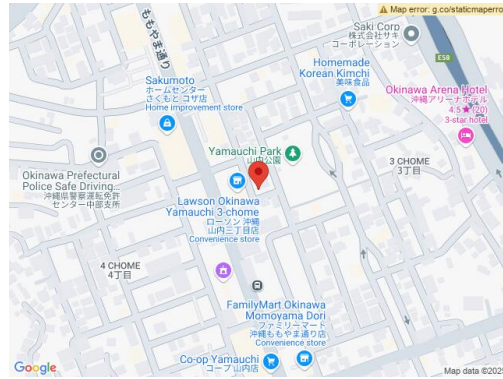 Map error: g.co/staticmaperro
Saki Corp
株式会社サキ
コーポレーション
ももやま通り
E58
Homemade
Korean Kimchi
美味食品
Sakumoto
ホームセンター
さくもと コザ店
Home improvement store
Okinawa Arena Hotel
沖縄アリーナホテル
4.5★ (20)
3-star hotel
Yamauchi Park
山内公園
3 CHOME
3丁目
Okinawa Prefectural
Police Safe Driving...
沖縄県警察運転免許
センター中部支所
Lawson Okinawa
Yamauchi 3-chome
ローソン 沖縄
山内三丁目店
Convenience store
4 CHOME
4丁目
FamilyMart Okinawa
Momoyama Dori
ファミリーマート
沖縄ももやま通り店
Convenience store
Co-op Yamauchi
コープ 山内店
Google
Map data ©202